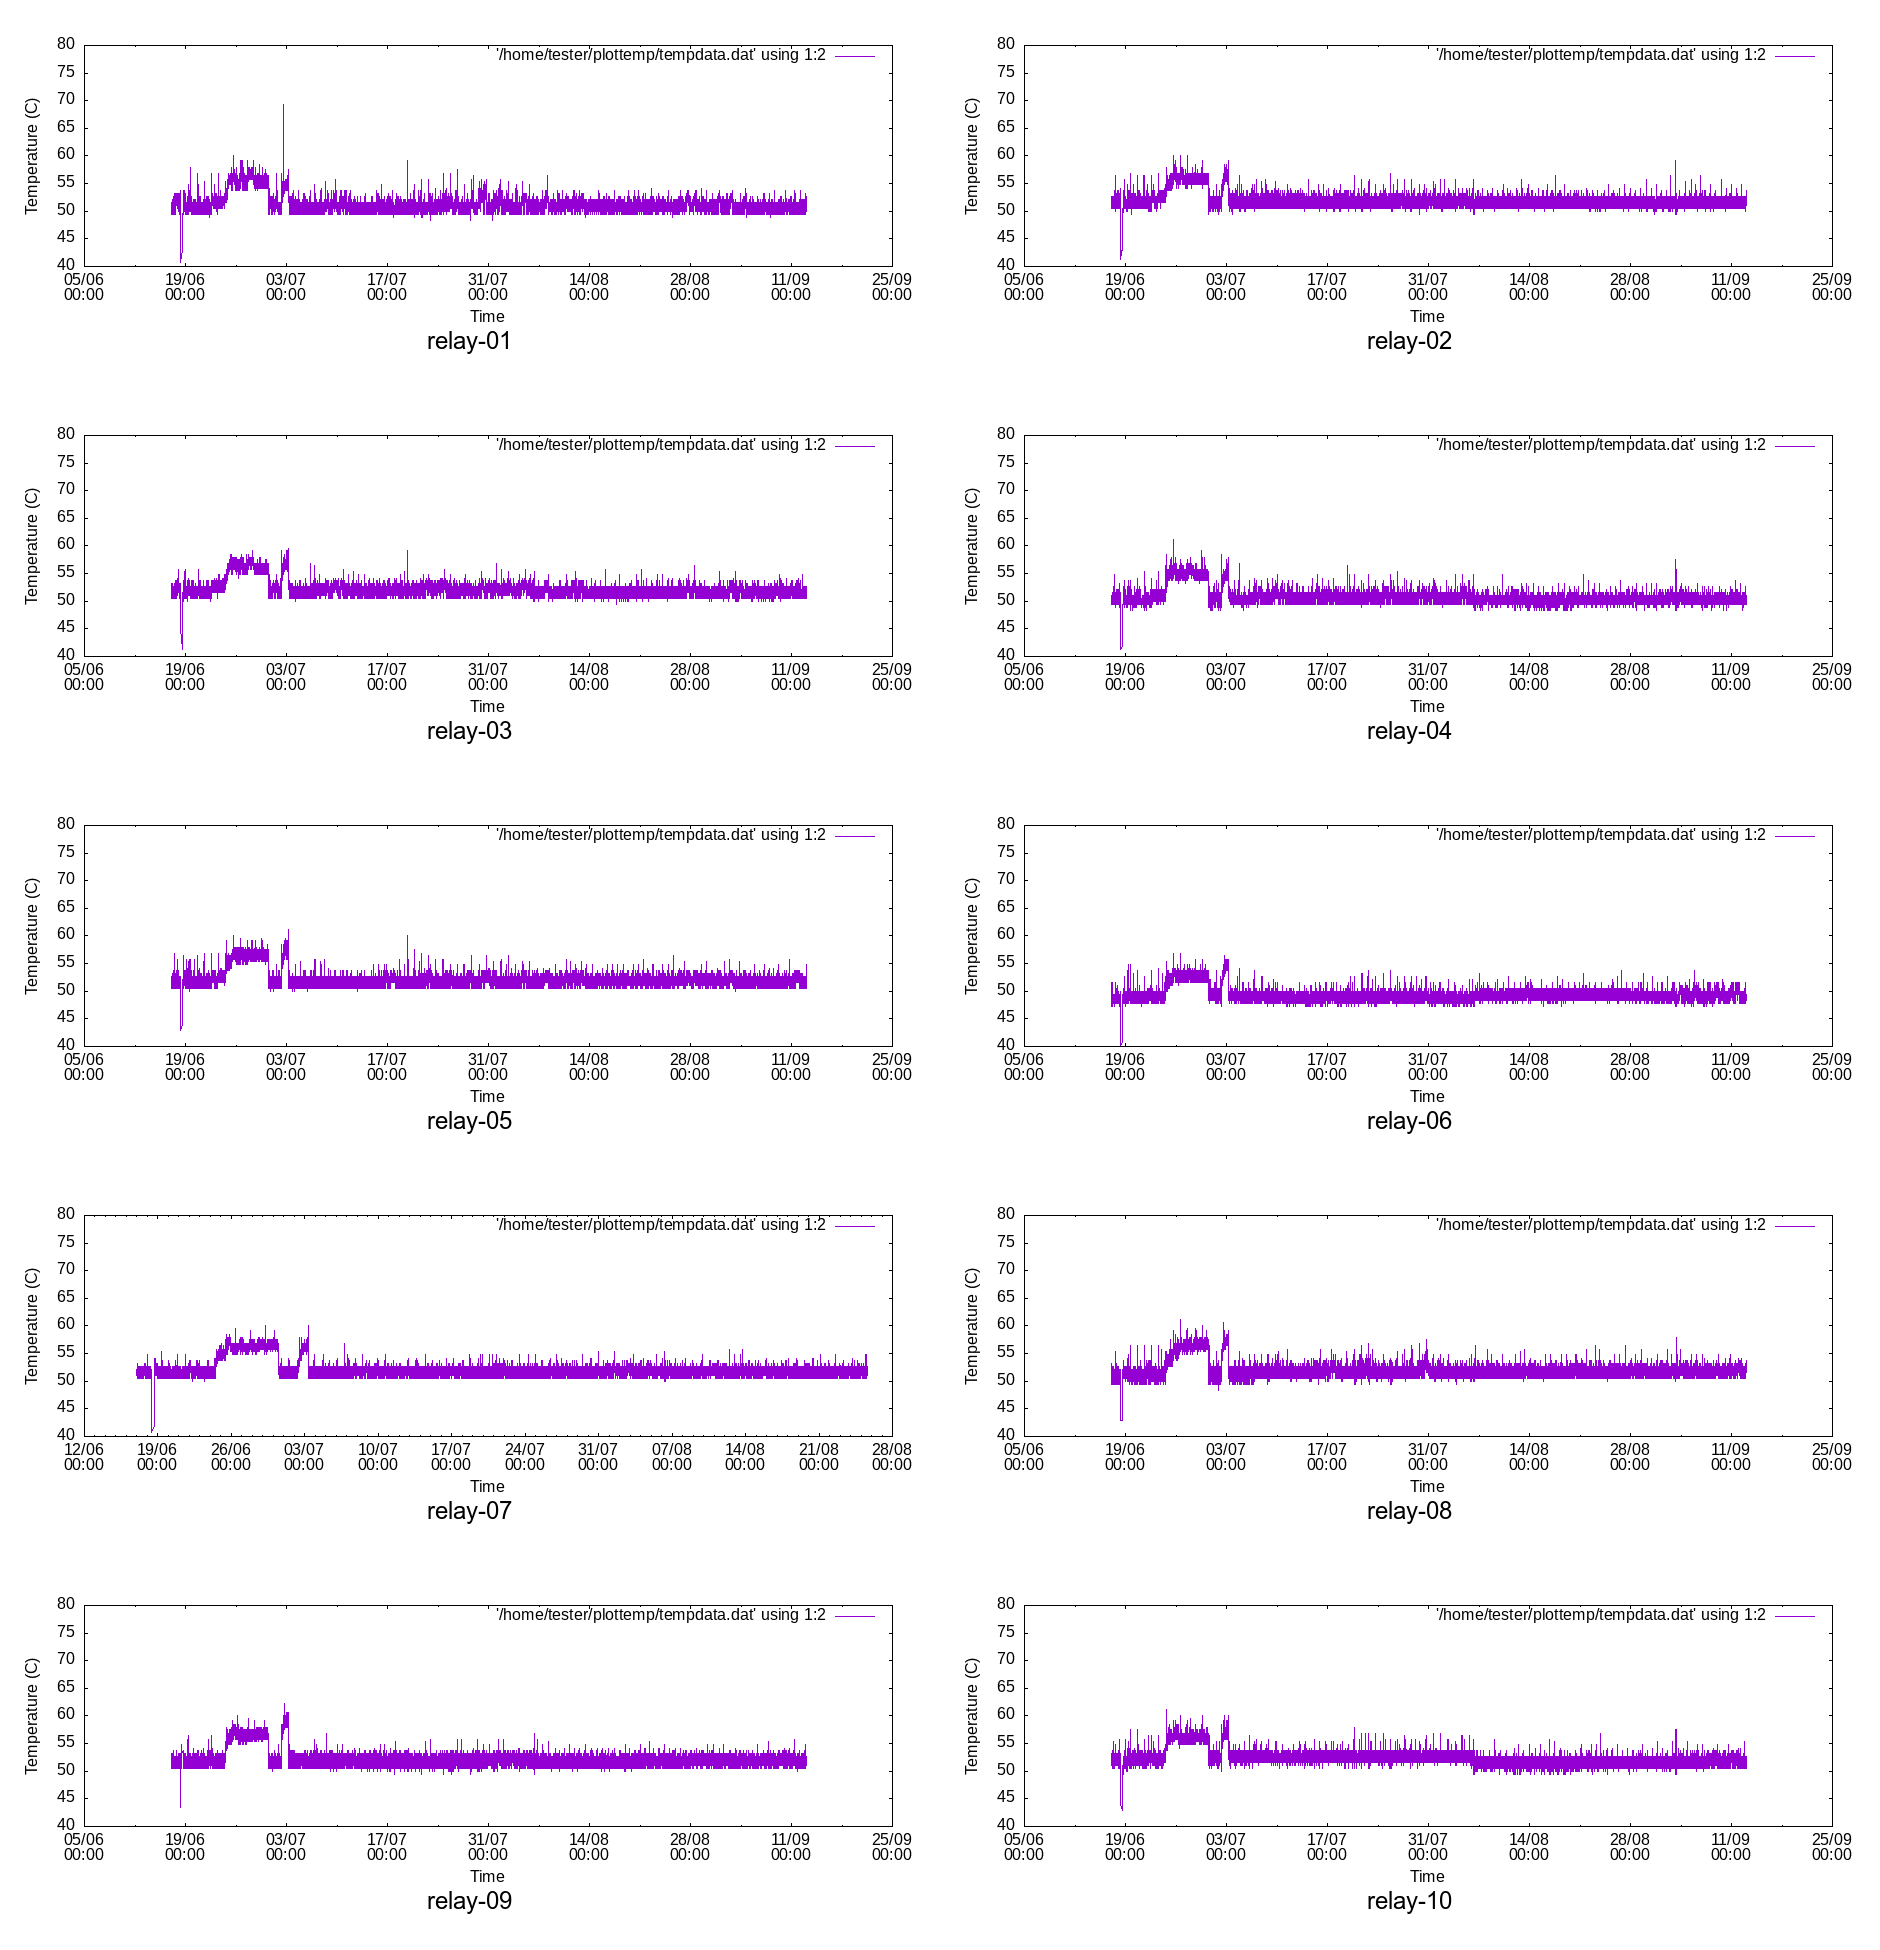 80 '/home/tester/plottemp/tempdata.dat' using 1:2
75
70
65
60
55
50
45
40
Temperature (C)
05/06 19/06 03/07 17/07 31/07 14/08 28/08 11/09 25/09
00:00 00:00 00:00 00:00 00:00 00:00 00:00 00:00 00:00
Time
relay-01
80 '/home/tester/plottemp/tempdata.dat' using 1:2
75
70
65
60
55
50
45
40
Temperature (C)
05/06 19/06 03/07 17/07 31/07 14/08 28/08 11/09 25/09
00:00 00:00 00:00 00:00 00:00 00:00 00:00 00:00 00:00
Time
relay-02
80 '/home/tester/plottemp/tempdata.dat' using 1:2
75
70
65
60
55
50
45
40
Temperature (C)
05/06 19/06 03/07 17/07 31/07 14/08 28/08 11/09 25/09
00:00 00:00 00:00 00:00 00:00 00:00 00:00 00:00 00:00
Time
relay-03
80 '/home/tester/plottemp/tempdata.dat' using 1:2
75
70
65
60
55
50
45
40
Temperature (C)
05/06 19/06 03/07 17/07 31/07 14/08 28/08 11/09 25/09
00:00 00:00 00:00 00:00 00:00 00:00 00:00 00:00 00:00
Time
relay-04
80 '/home/tester/plottemp/tempdata.dat' using 1:2
75
70
65
60
55
50
45
40
Temperature (C)
05/06 19/06 03/07 17/07 31/07 14/08 28/08 11/09 25/09
00:00 00:00 00:00 00:00 00:00 00:00 00:00 00:00 00:00
Time
relay-05
80 '/home/tester/plottemp/tempdata.dat' using 1:2
75
70
65
60
55
50
45
40
Temperature (C)
05/06 19/06 03/07 17/07 31/07 14/08 28/08 11/09 25/09
00:00 00:00 00:00 00:00 00:00 00:00 00:00 00:00 00:00
Time
relay-06
80 '/home/tester/plottemp/tempdata.dat' using 1:2
75
70
65
60
55
50
45
40
Temperature (C)
12/06 19/06 26/06 03/07 10/07 17/07 24/07 31/07 07/08 14/08 21/08 28/08
00:00 00:00 00:00 00:00 00:00 00:00 00:00 00:00 00:00 00:00 00:00 00:00
Time
relay-07
80 '/home/tester/plottemp/tempdata.dat' using 1:2
75
70
65
60
55
50
45
40
Temperature (C)
05/06 19/06 03/07 17/07 31/07 14/08 28/08 11/09 25/09
00:00 00:00 00:00 00:00 00:00 00:00 00:00 00:00 00:00
Time
relay-08
80 '/home/tester/plottemp/tempdata.dat' using 1:2
75
70
65
60
55
50
45
40
Temperature (C)
05/06 19/06 03/07 17/07 31/07 14/08 28/08 11/09 25/09
00:00 00:00 00:00 00:00 00:00 00:00 00:00 00:00 00:00
Time
relay-09
80 '/home/tester/plottemp/tempdata.dat' using 1:2
75
70
65
60
55
50
45
40
Temperature (C)
05/06 19/06 03/07 17/07 31/07 14/08 28/08 11/09 25/09
00:00 00:00 00:00 00:00 00:00 00:00 00:00 00:00 00:00
Time
relay-10